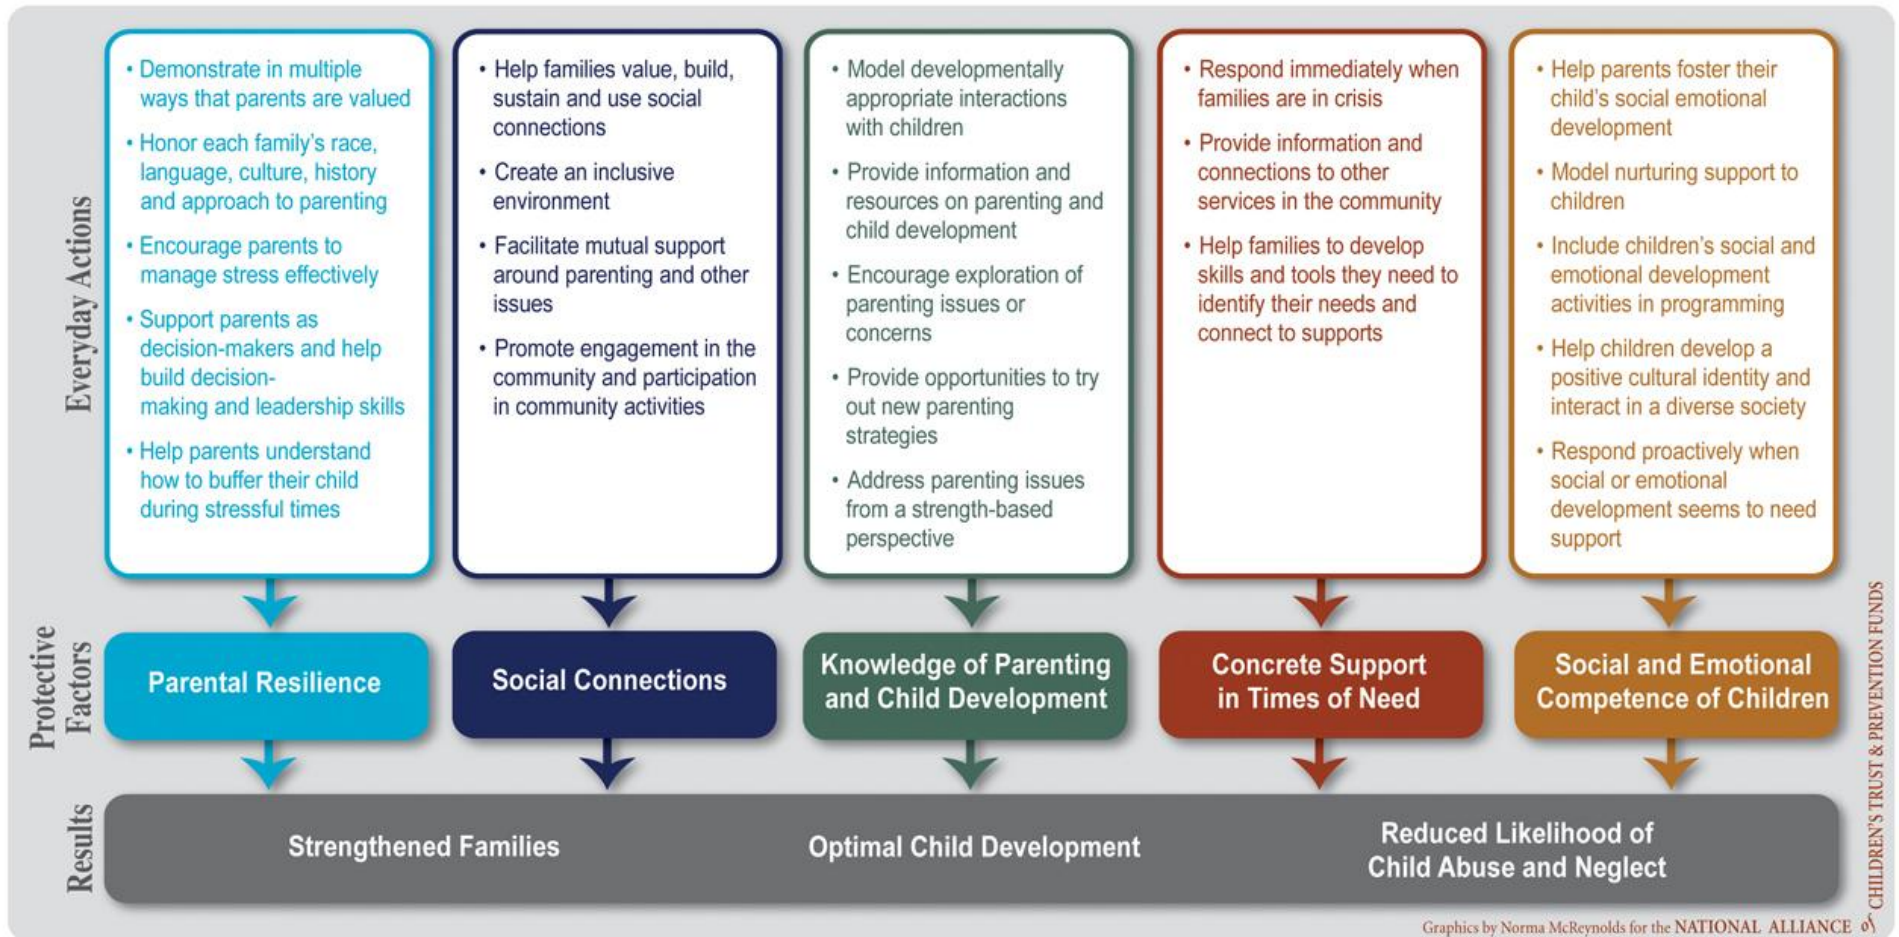 Everyday Actions
• Demonstrate in multiple
ways that parents are valued
• Honor each family's race,
language, culture, history
and approach to parenting
• Encourage parents to
manage stress effectively
• Support parents as
decision-makers and help
build decision-
making and leadership skills
• Help parents understand
how to buffer their child
during stressful times
• Help families value, build,
sustain and use social
connections
• Create an inclusive
environment
• Facilitate mutual support
around parenting and other
issues
• Promote engagement in the
community and participation
in community activities
• Model developmentally
appropriate interactions
with children
• Provide information and
resources on parenting and
child development
• Encourage exploration of
parenting issues or
concerns
• Provide opportunities to try
out new parenting
strategies
• Address parenting issues
from a strength-based
perspective
• Respond immediately when
families are in crisis
• Provide information and
connections to other
services in the community
• Help families to develop
skills and tools they need to
identify their needs and
connect to supports
• Help parents foster their
child's social emotional
development
• Model nurturing support to
children
• Include children's social and
emotional development
activities in programming
• Help children develop a
positive cultural identity and
interact in a diverse society
• Respond proactively when
social or emotional
development seems to need
support
Protective
Factors
Parental Resilience
Social Connections
Knowledge of Parenting
and Child Development
Concrete Support
in Times of Need
Social and Emotional
Competence of Children
Results
Strengthened Families
Optimal Child Development
Reduced Likelihood of
Child Abuse and Neglect
Graphics by Norma McReynolds for the NATIONAL ALLIANCE of
CHILDREN'S TRUST & PREVENTION FUNDS